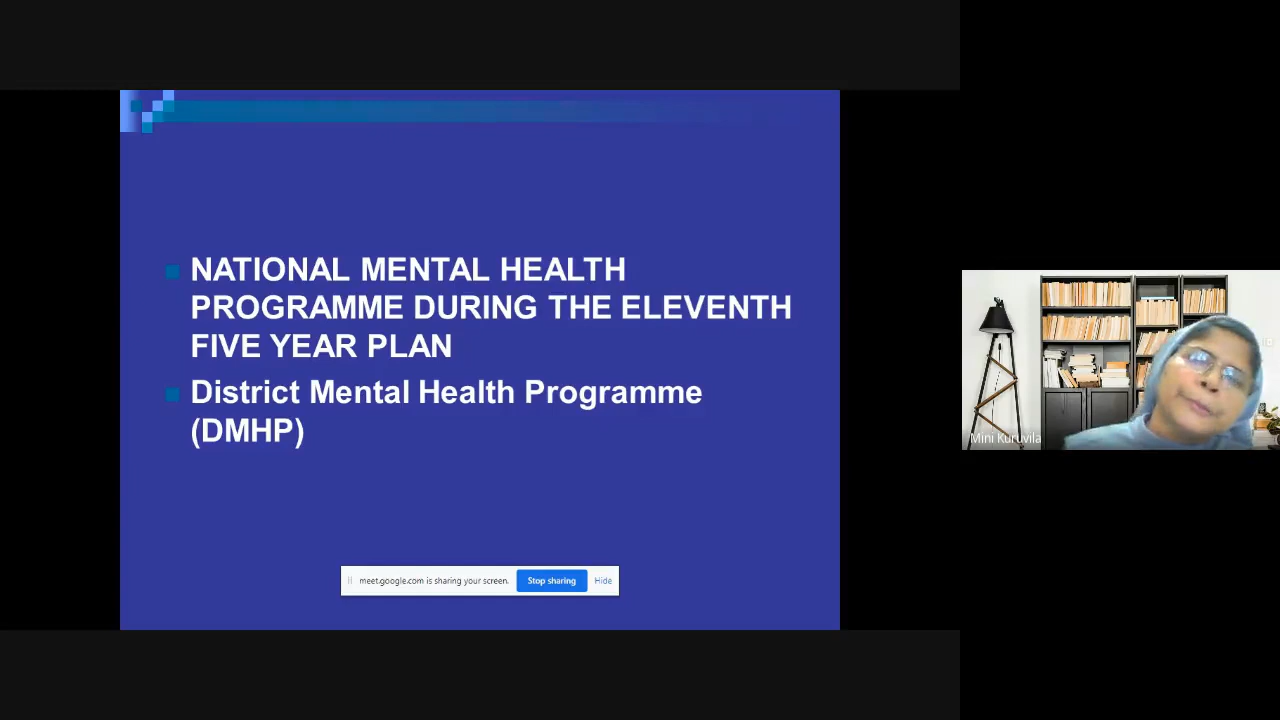 NATIONAL MENTAL HEALTH
PROGRAMME DURING THE ELEVENTH
FIVE YEAR PLAN
District Mental Health Programme
(DMHP)
meet.google.com is sharing your screen.
Stop sharing
Hide
Mini Kuruvila